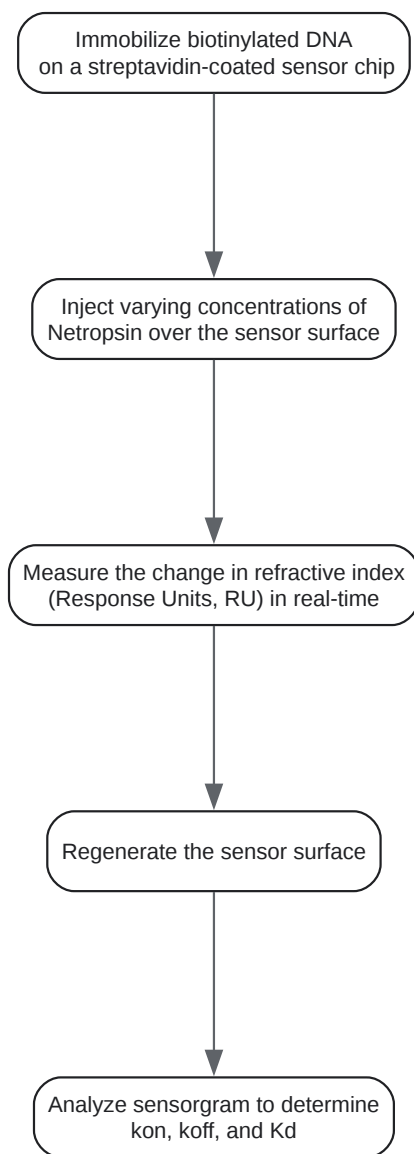 Immobilize biotinylated DNA
on a streptavidin-coated sensor chip
Inject varying concentrations of
Netropsin over the sensor surface
Measure the change in refractive index
(Response Units, RU) in real-time
Regenerate the sensor surface
Analyze sensorgram to determine
kon, koff, and Kd